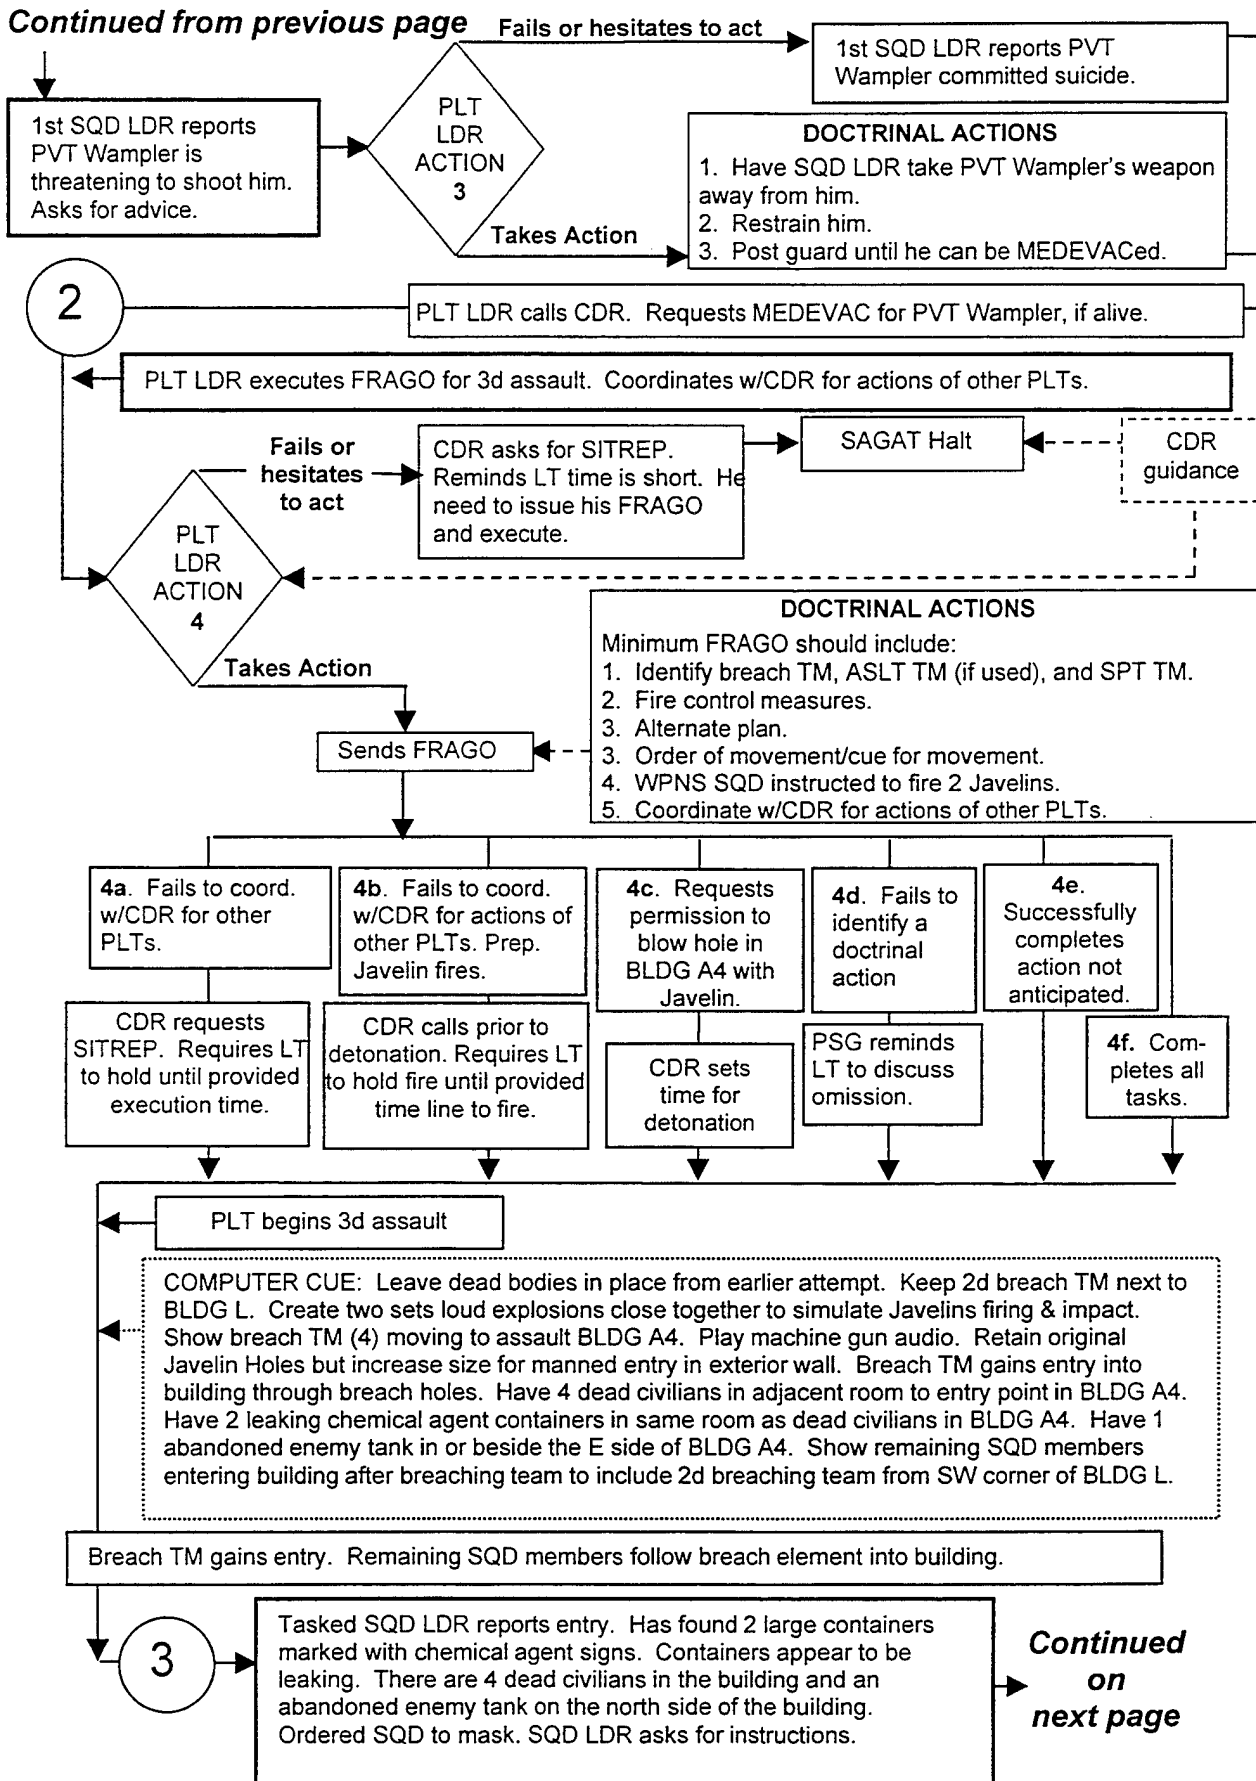 Continued from previous page
Fails or hesitates to act
1st SQD LDR reports PVT
Wampler committed suicide.
1st SQD LDR reports
PVT Wampler is
threatening to shoot him.
Asks for advice.
PLT
LDR
ACTION
3
Takes Action
DOCTRINAL ACTIONS
1. Have SQD LDR take PVT Wampler's weapon
away from him.
2. Restrain him.
3. Post guard until he can be MEDEVACed.
2
PLT LDR calls CDR. Requests MEDEVAC for PVT Wampler, if alive.
PLT LDR executes FRAGO for 3d assault. Coordinates w/CDR for actions of other PLTs.
Fails or
hesitates
to act
CDR asks for SITREP.
Reminds LT time is short. He
need to issue his FRAGO
and execute.
SAGAT Halt
CDR
guidance
PLT
LDR
ACTION
4
Takes Action
Sends FRAGO
DOCTRINAL ACTIONS
Minimum FRAGO should include:
1. Identify breach TM, ASLT TM (if used), and SPT TM.
2. Fire control measures.
3. Alternate plan.
3. Order of movement/cue for movement.
4. WPNS SQD instructed to fire 2 Javelins.
5. Coordinate w/CDR for actions of other PLTs.
4a. Fails to coord.
w/CDR for other
PLTs.
CDR requests
SITREP. Requires LT
to hold until provided
execution time.
4b. Fails to coord.
w/CDR for actions of
other PLTs. Prep.
Javelin fires.
CDR calls prior to
detonation. Requires LT
to hold fire until provided
time line to fire.
4c. Requests
permission to
blow hole in
BLDG A4 with
Javelin.
CDR sets
time for
detonation
4d. Fails to
identify a
doctrinal
action
PSG reminds
LT to discuss
omission.
4e.
Successfully
completes
action not
anticipated.
4f. Com-
pletes all
tasks.
PLT begins 3d assault
COMPUTER CUE: Leave dead bodies in place from earlier attempt. Keep 2d breach TM next to
BLDG L. Create two sets loud explosions close together to simulate Javelins firing & impact.
Show breach TM (4) moving to assault BLDG A4. Play machine gun audio. Retain original
Javelin Holes but increase size for manned entry in exterior wall. Breach TM gains entry into
building through breach holes. Have 4 dead civilians in adjacent room to entry point in BLDG A4.
Have 2 leaking chemical agent containers in same room as dead civilians in BLDG A4. Have 1
abandoned enemy tank in or beside the E side of BLDG A4. Show remaining SQD members
entering building after breaching team to include 2d breaching team from SW corner of BLDG L.
Breach TM gains entry. Remaining SQD members follow breach element into building.
3
Tasked SQD LDR reports entry. Has found 2 large containers
marked with chemical agent signs. Containers appear to be
leaking. There are 4 dead civilians in the building and an
abandoned enemy tank on the north side of the building.
Ordered SQD to mask. SQD LDR asks for instructions.
Continued
on
next page